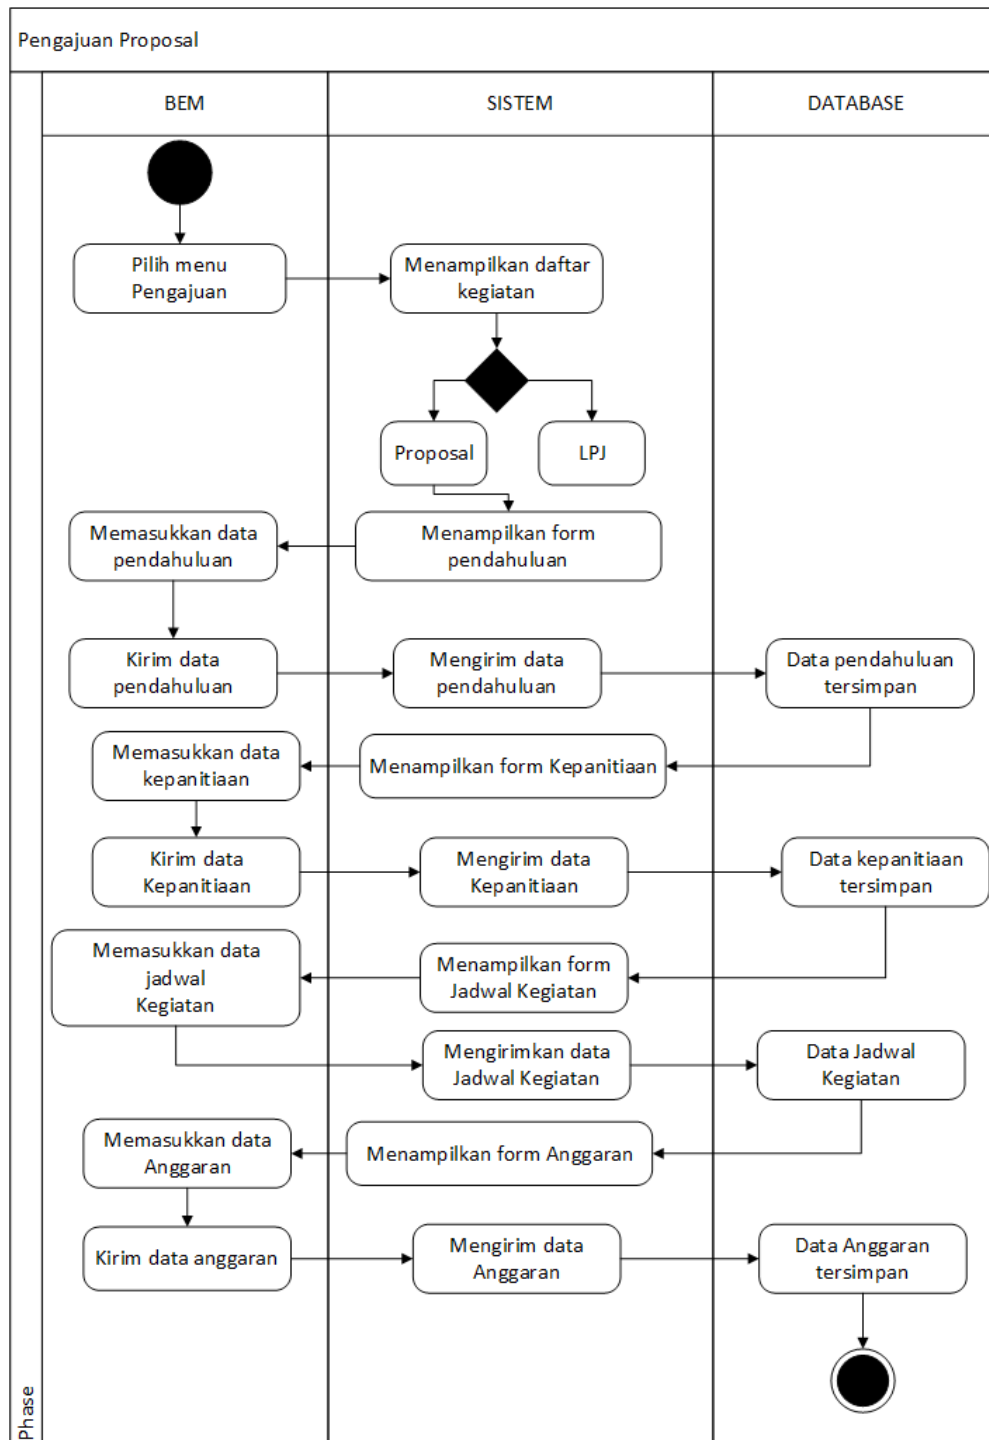 Pengajuan Proposal
BEM
SISTEM
DATABASE
Pilih menu
Pengajuan
Menampilkan daftar
kegiatan
Proposal
LPJ
Memasukkan data
pendahuluan
Menampilkan form
pendahuluan
Kirim data
pendahuluan
Mengirim data
pendahuluan
Data pendahuluan
tersimpan
Memasukkan data
kepanitiaan
Menampilkan form Kepanitiaan
Kirim data
Kepanitiaan
Mengirim data
Kepanitiaan
Data kepanitiaan
tersimpan
Memasukkan data
jadwal
Kegiatan
Menampilkan form
Jadwal Kegiatan
Mengirimkan data
Jadwal Kegiatan
Data Jadwal
Kegiatan
Memasukkan data
Anggaran
Menampilkan form Anggaran
Kirim data anggaran
Mengirim data
Anggaran
Data Anggaran
tersimpan
Phase